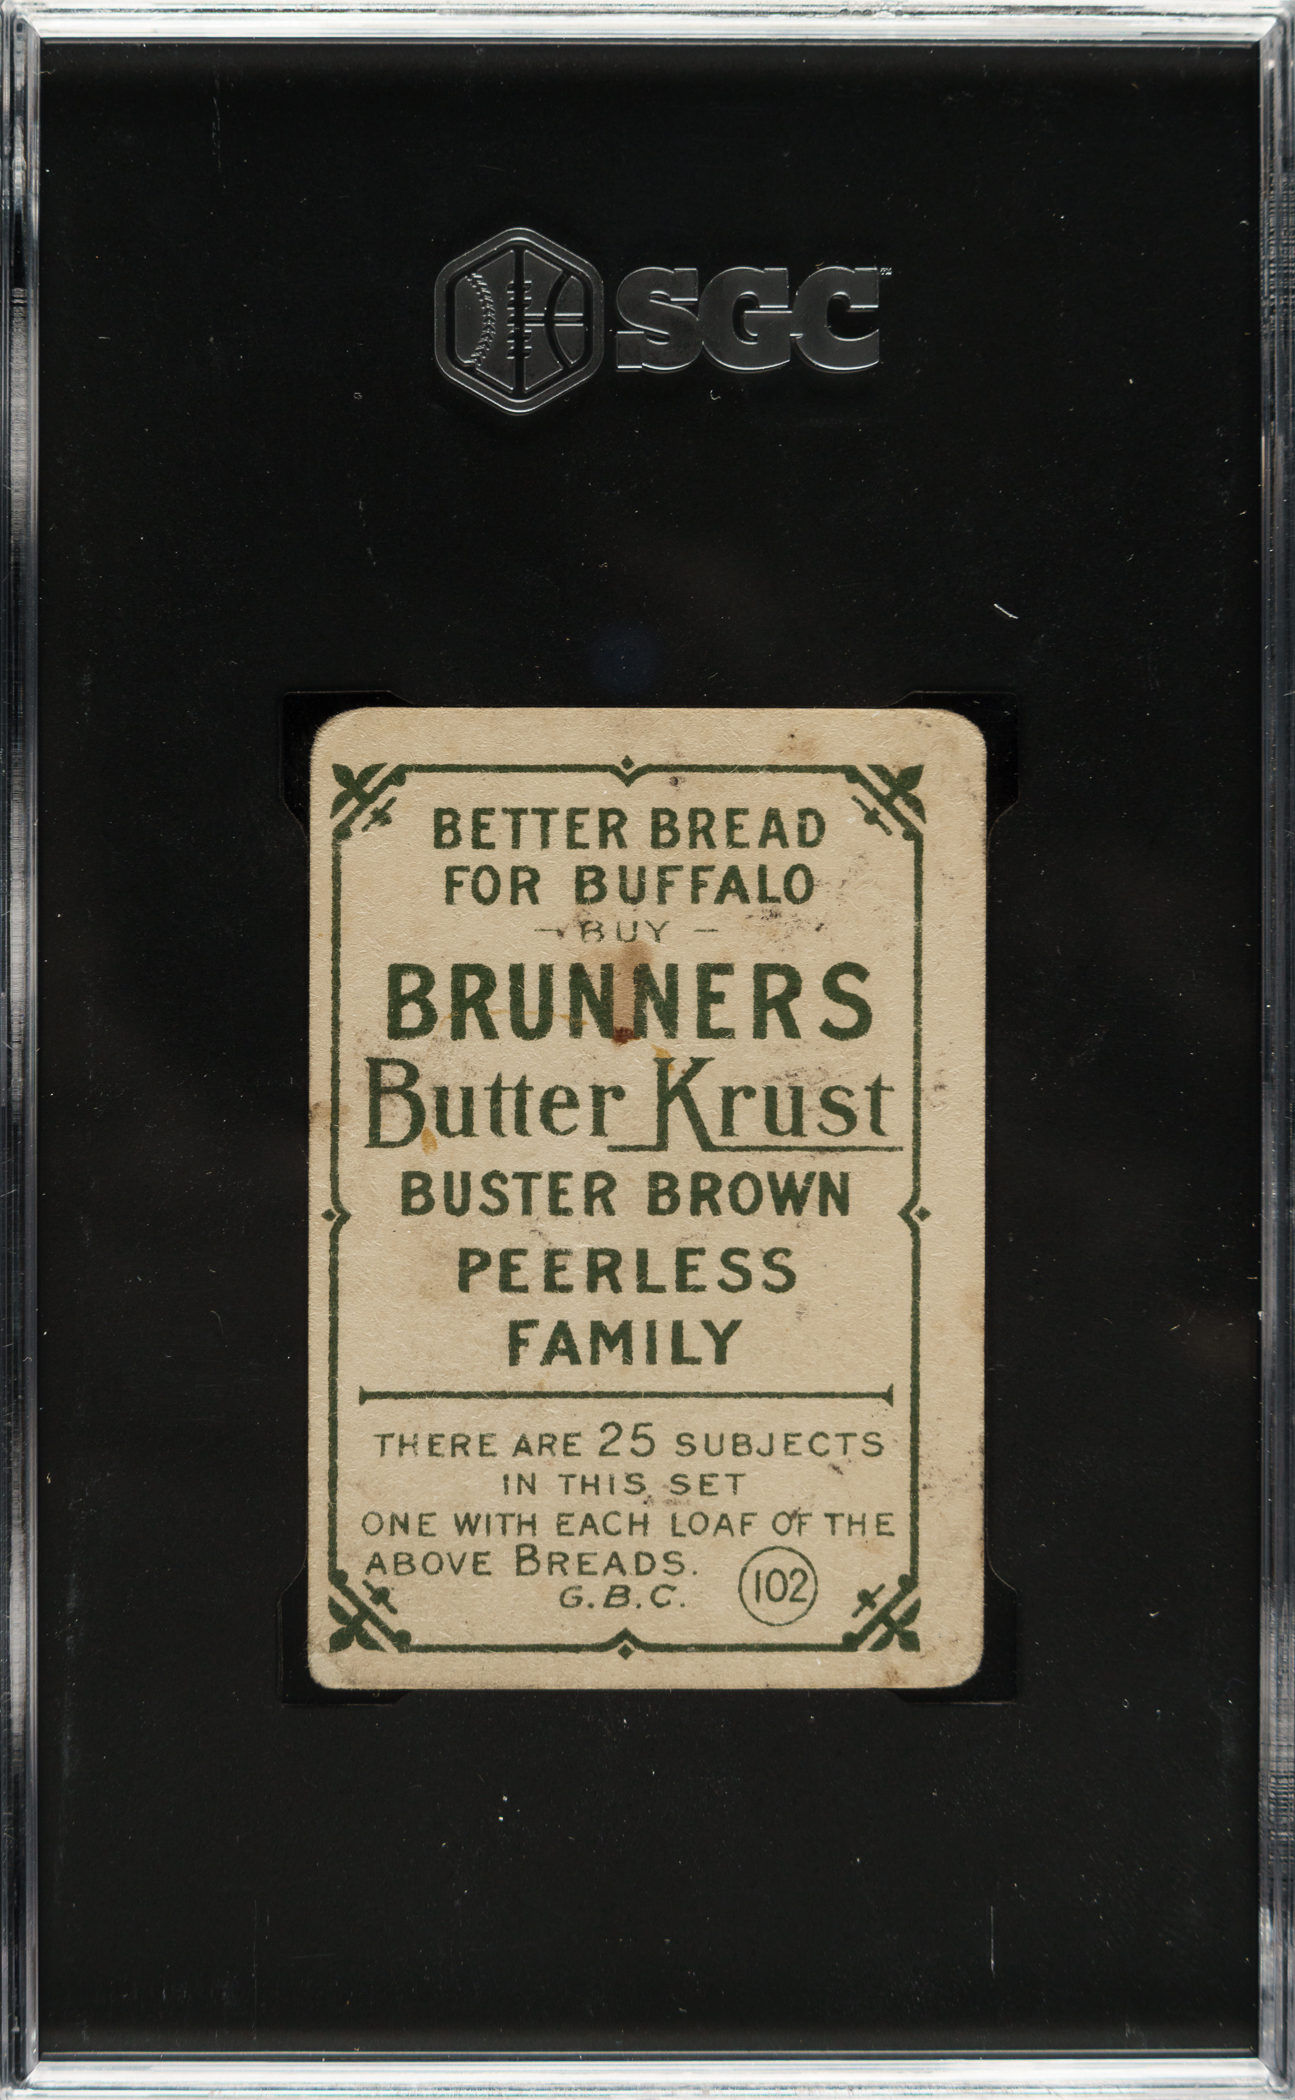 SGC
BETTER BREAD
FOR BUFFALO
- BUY -
BRUNNERS
Butter Krust
BUSTER BROWN
PEERLESS
FAMILY
THERE ARE 25 SUBJECTS
IN THIS SET
ONE WITH EACH LOAF OF THE
ABOVE BREADS.
G.B.C. 102